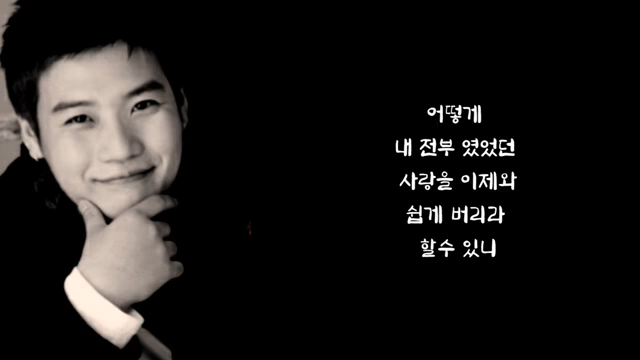 어떻게
내 전부 였었던
사랑을 이제와
쉽게 버리라
할수 있니